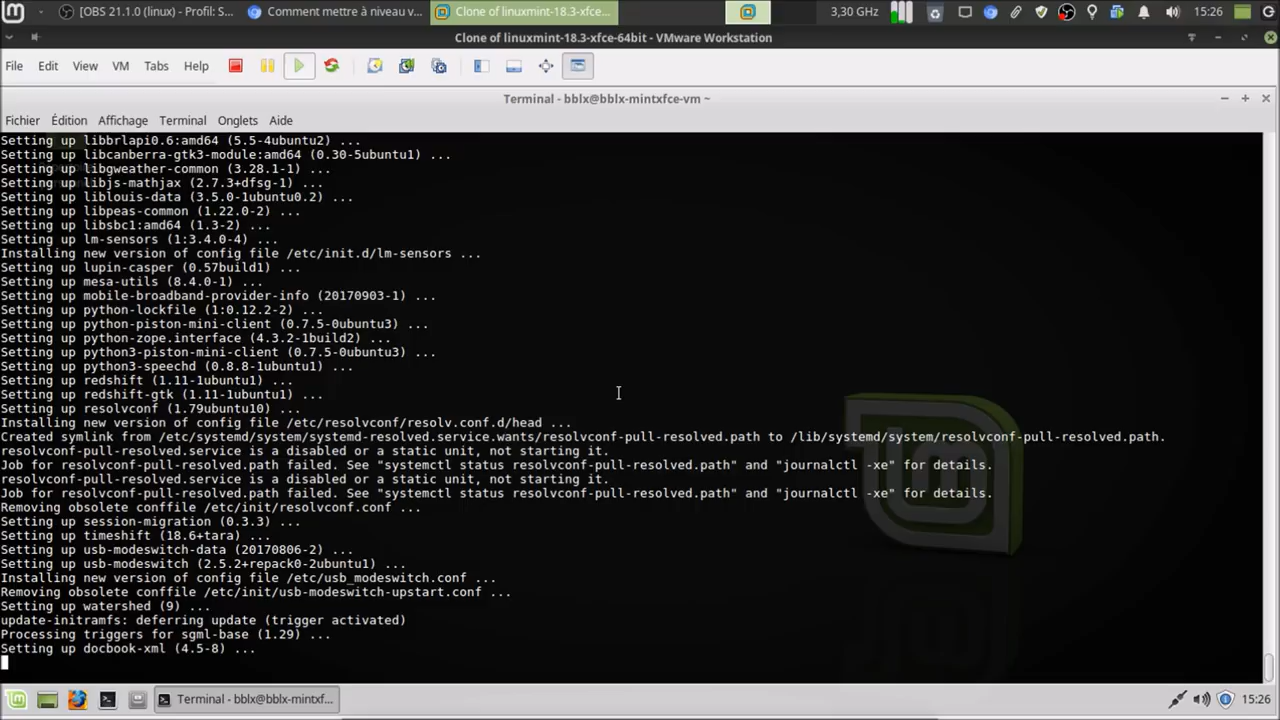 [OBS 21.1.0 (linux) - Profil: S...
Comment mettre à niveau v...
Clone of linuxmint-18.3-xfce...
3,30 GHz
15:26
Clone of linuxmint-18.3-xfce-64bit - VMware Workstation
File Edit View VM Tabs Help
Terminal - bblx@bblx-mintxfce-vm ~
Fichier Édition Affichage Terminal Onglets Aide
Setting up libbrlapi0.6:amd64 (5.5-4ubuntu2) ...
Setting up libcanberra-gtk3-module:amd64 (0.30-5ubuntu1) ...
Setting up libgweather-common (3.28.1-1) ...
Setting up libjs-mathjax (2.7.3+dfsg-1) ...
Setting up liblouis-data (3.5.0-1ubuntu0.2) ...
Setting up libpeas-common (1.22.0-2) ...
Setting up libsbc1:amd64 (1.3-2) ...
Setting up lm-sensors (1:3.4.0-4) ...
Installing new version of config file /etc/init.d/lm-sensors ...
Setting up lupin-casper (0.57build1) ...
Setting up mesa-utils (8.4.0-1) ...
Setting up mobile-broadband-provider-info (20170903-1) ...
Setting up python-lockfile (1:0.12.2-2) ...
Setting up python-piston-mini-client (0.7.5-0ubuntu3) ...
Setting up python-zope.interface (4.3.2-1build2) ...
Setting up python3-piston-mini-client (0.7.5-0ubuntu3) ...
Setting up python3-speechd (0.8.8-1ubuntu1) ...
Setting up redshift (1.11-1ubuntu1) ...
Setting up redshift-gtk (1.11-1ubuntu1) ...
Setting up resolvconf (1.79ubuntu10) ...
Installing new version of config file /etc/resolvconf/resolv.conf.d/head ...
Created symlink from /etc/systemd/system/systemd-resolved.service.wants/resolvconf-pull-resolved.path to /lib/systemd/system/resolvconf-pull-resolved.path.
resolvconf-pull-resolved.service is a disabled or a static unit, not starting it.
Job for resolvconf-pull-resolved.path failed. See "systemctl status resolvconf-pull-resolved.path" and "journalctl -xe" for details.
resolvconf-pull-resolved.service is a disabled or a static unit, not starting it.
Job for resolvconf-pull-resolved.path failed. See "systemctl status resolvconf-pull-resolved.path" and "journalctl -xe" for details.
Removing obsolete conffile /etc/init/resolvconf.conf ...
Setting up session-migration (0.3.3) ...
Setting up timeshift (18.6+tara) ...
Setting up usb-modeswitch-data (20170806-2) ...
Setting up usb-modeswitch (2.5.2+repack0-2ubuntu1) ...
Installing new version of config file /etc/usb_modeswitch.conf ...
Removing obsolete conffile /etc/init/usb-modeswitch-upstart.conf ...
Setting up watershed (9) ...
update-initramfs: deferring update (trigger activated)
Processing triggers for sgml-base (1.29) ...
Setting up docbook-xml (4.5-8) ...
Terminal - bblx@bblx-mintxf...
15:26